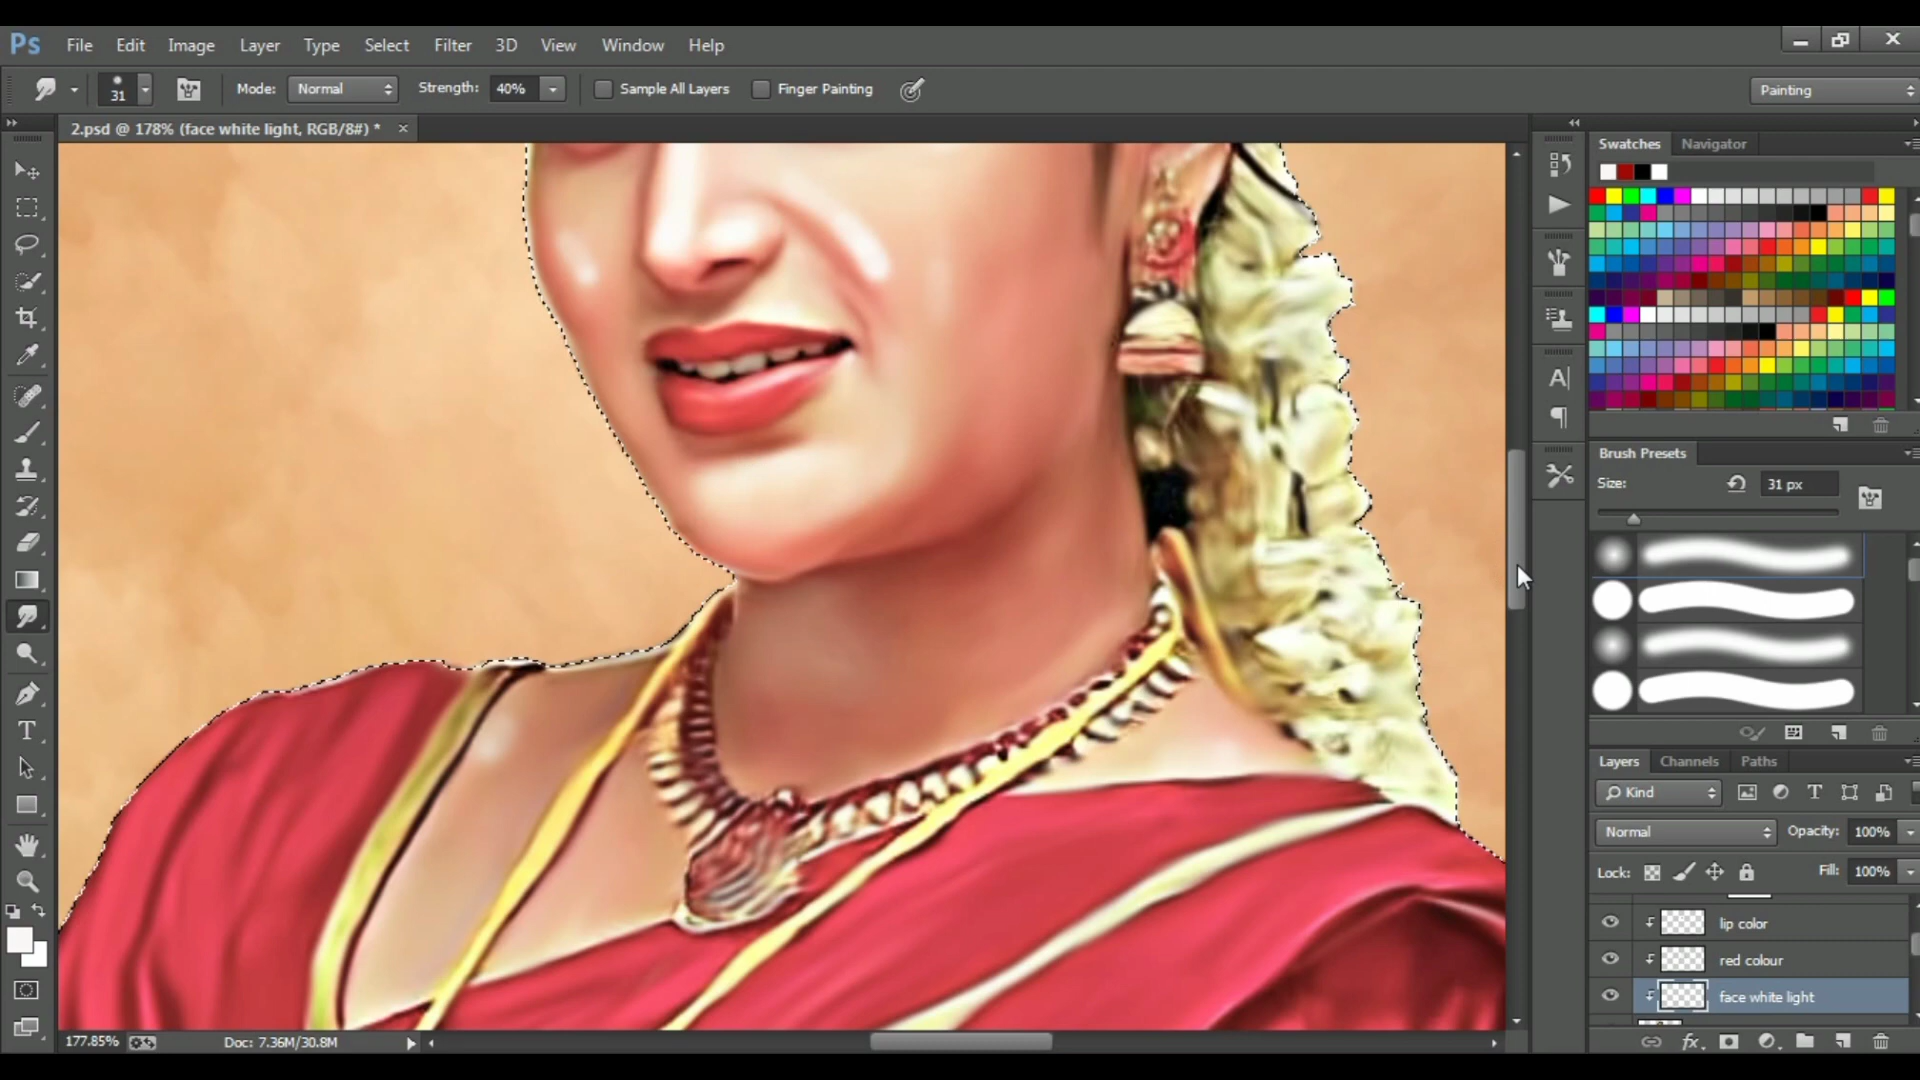 Ps File Edit Image Layer Type Select Filter 3D View Window Help
31 Mode: Normal Strength: 40% Sample All Layers Finger Painting Painting
2.psd @ 178% (face white light, RGB/8#) *
Swatches Navigator
Brush Presets
Size: 31 px
Layers Channels Paths
Kind
Normal Opacity: 100%
Lock: Fill: 100%
lip color
red colour
face white light
177.85% Doc: 7.36M/30.8M